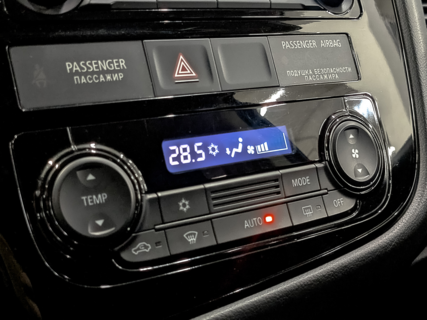 PASSENGER
ПАССАЖИР
PASSENGER AIRBAG
ПОДУШКА БЕЗОПАСНОСТИ
ПАССАЖИРА
28.5
TEMP
MODE
AUTO
OFF